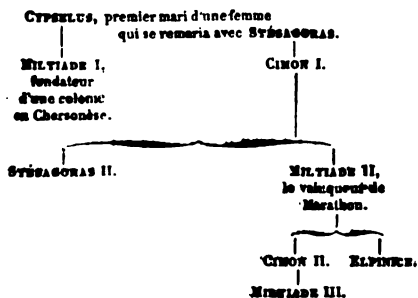 CYPSELUS, premier mari d'une femme
qui se remaria avec STÉSAGORAS.
MILTIADE I,
fondateur
d'une colonie
en Chersonèse.
CIMON I.
STÉSAGORAS II.
MILTIADE II,
le vainqueur de
Marathon.
CIMON II.
ELPINICE.
MILTIADE III.